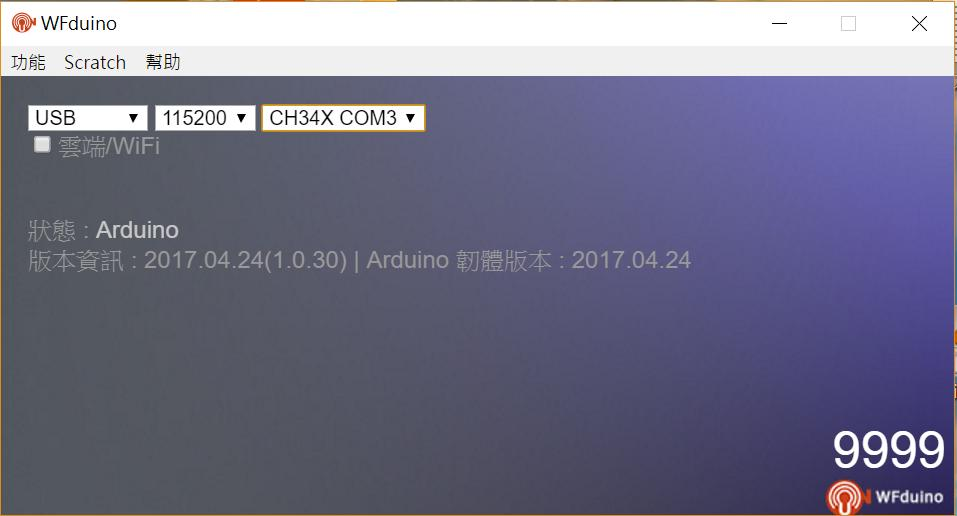 WFduino
功能 Scratch 幫助
USB 115200 CH34X COM3
雲端/WiFi
狀態 : Arduino
版本資訊 : 2017.04.24(1.0.30) | Arduino 韌體版本 : 2017.04.24
9999
WFduino